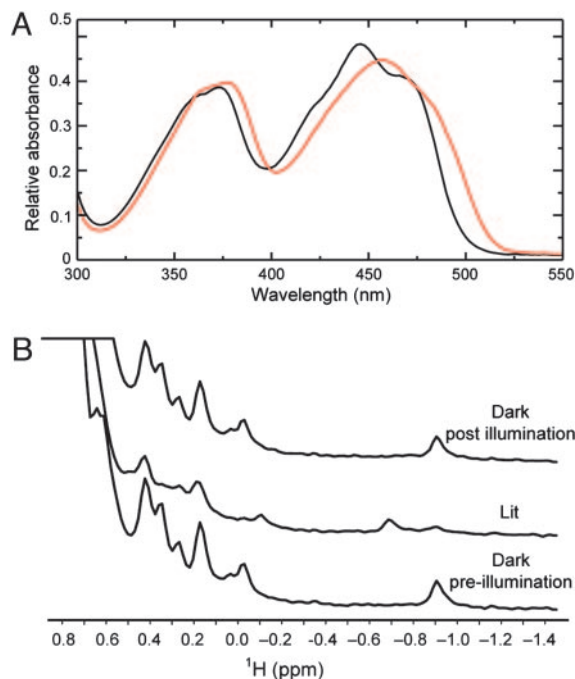 A
0.5
0.4
0.3
0.2
0.1
0
Relative absorbance
300 350 400 450 500 550
Wavelength (nm)
B
Dark
post illumination
Lit
Dark
pre-illumination
0.8 0.6 0.4 0.2 0.0 –0.2 –0.4 –0.6 –0.8 –1.0 –1.2 –1.4
¹H (ppm)